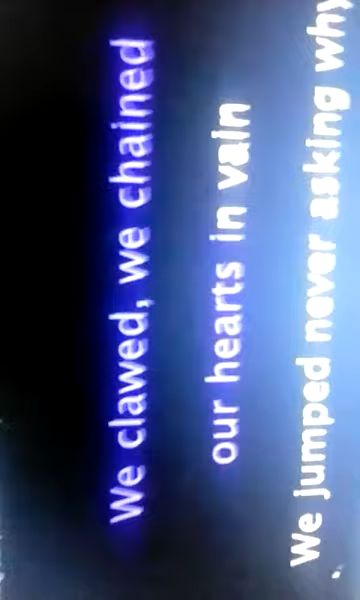 We clawed, we chained
our hearts in vain
We jumped never asking why